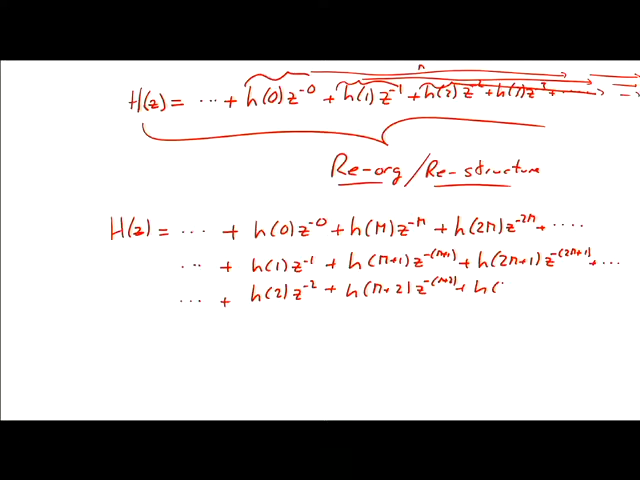 M
H(z) = ... + h(0)z^-0 + h(1)z^-1 + h(2)z^-2 + h(3)z^-3 + ...
Re-org/Re-structure
H(z) = ... + h(0)z^-0 + h(M)z^-M + h(2M)z^-2M + ....
... + h(1)z^-1 + h(M+1)z^-(M+1) + h(2M+1)z^-(2M+1) + ...
... + h(2)z^-2 + h(M+2)z^-(M+2) + h(